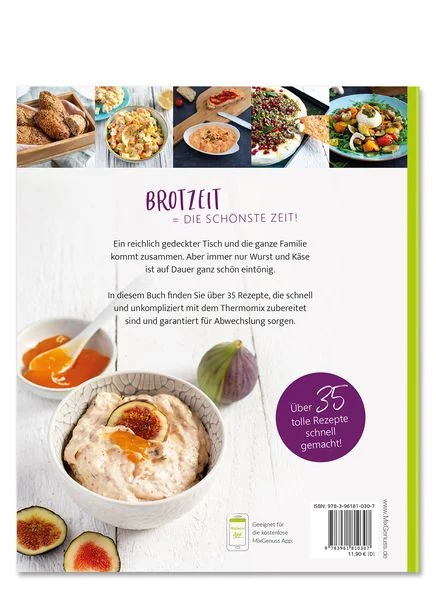 BROTZEIT
= DIE SCHÖNSTE ZEIT!
Ein reichlich gedeckter Tisch und die ganze Familie
kommt zusammen. Aber immer nur Wurst und Käse
ist auf Dauer ganz schön eintönig.
In diesem Buch finden Sie über 35 Rezepte, die schnell
und unkompliziert mit dem Thermomix zubereitet
sind und garantiert für Abwechslung sorgen.
Über 35
tolle Rezepte
schnell
gemacht!
Geeignet für
die kostenlose
MixGenuss App.
ISBN: 978-3-96181-030-7
9 783961 810307
11,90 € (D)
www.MixGenuss.de